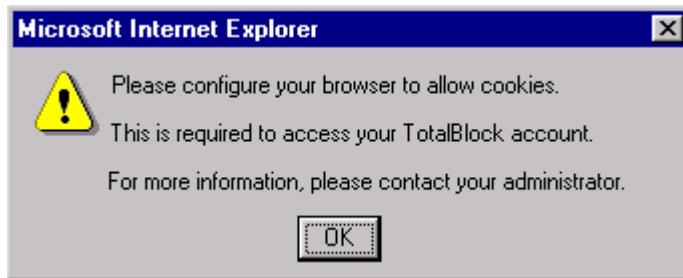 Microsoft Internet Explorer
Please configure your browser to allow cookies.
This is required to access your TotalBlock account.
For more information, please contact your administrator.
OK